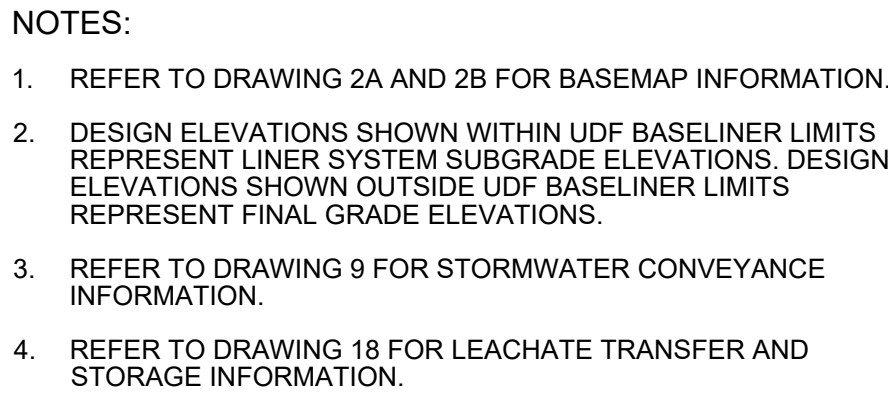 NOTES:
1. REFER TO DRAWING 2A AND 2B FOR BASEMAP INFORMATION.
2. DESIGN ELEVATIONS SHOWN WITHIN UDF BASELINER LIMITS
REPRESENT LINER SYSTEM SUBGRADE ELEVATIONS. DESIGN
ELEVATIONS SHOWN OUTSIDE UDF BASELINER LIMITS
REPRESENT FINAL GRADE ELEVATIONS.
3. REFER TO DRAWING 9 FOR STORMWATER CONVEYANCE
INFORMATION.
4. REFER TO DRAWING 18 FOR LEACHATE TRANSFER AND
STORAGE INFORMATION.